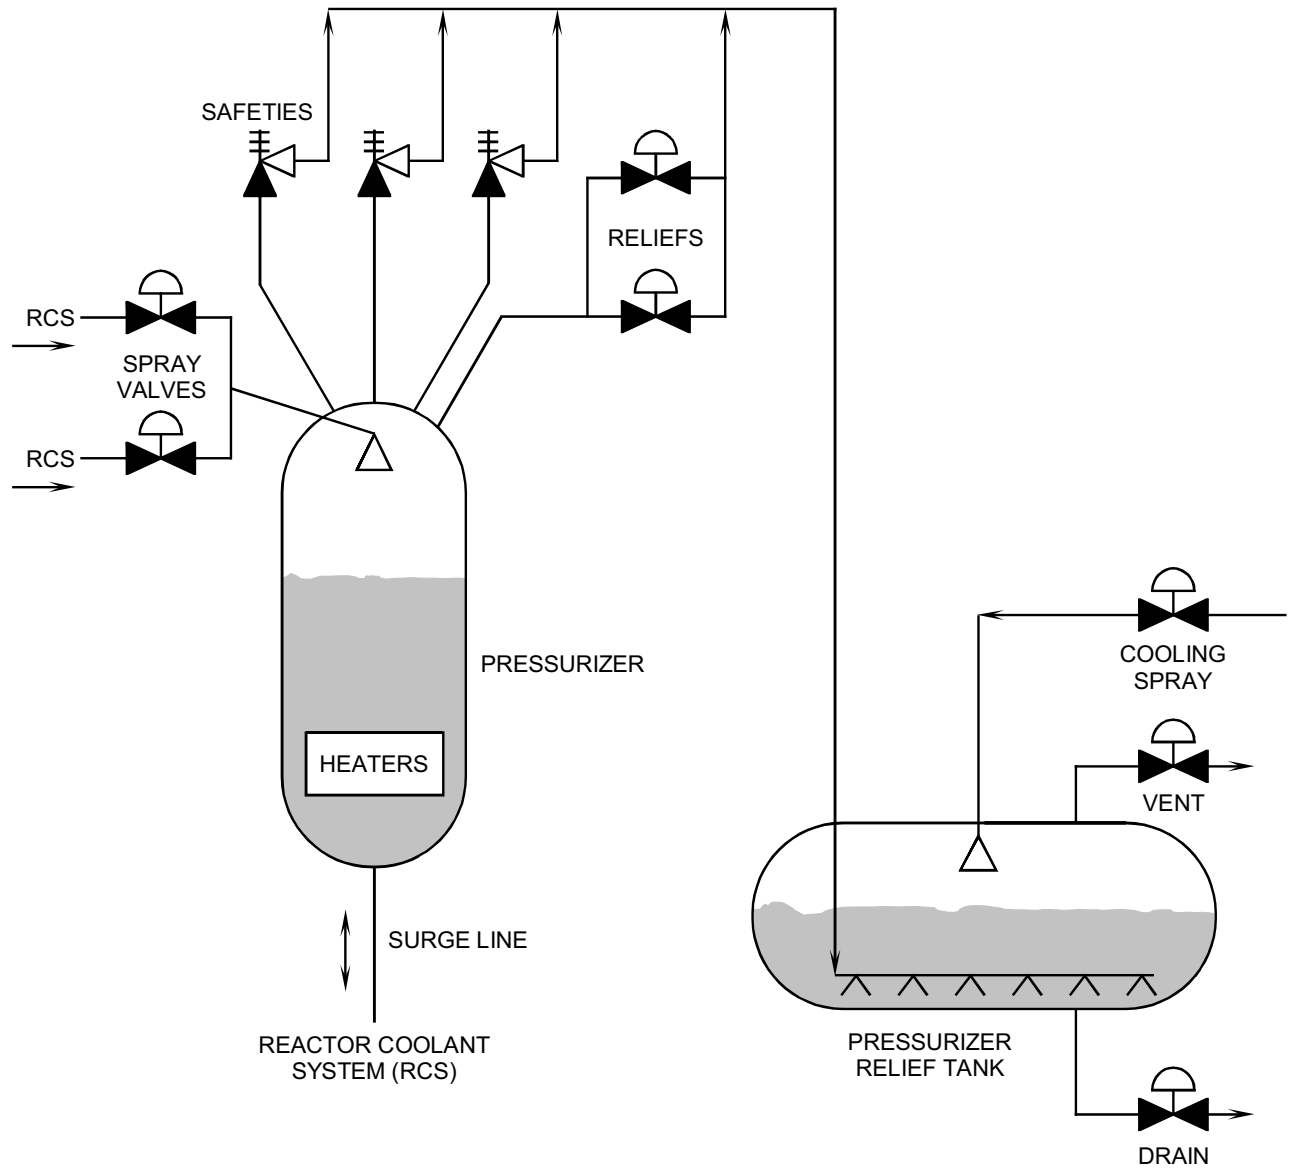 SAFETIES
RELIEFS
RCS
SPRAY
VALVES
RCS
COOLING
SPRAY
PRESSURIZER
HEATERS
VENT
SURGE LINE
REACTOR COOLANT
SYSTEM (RCS)
PRESSURIZER
RELIEF TANK
DRAIN